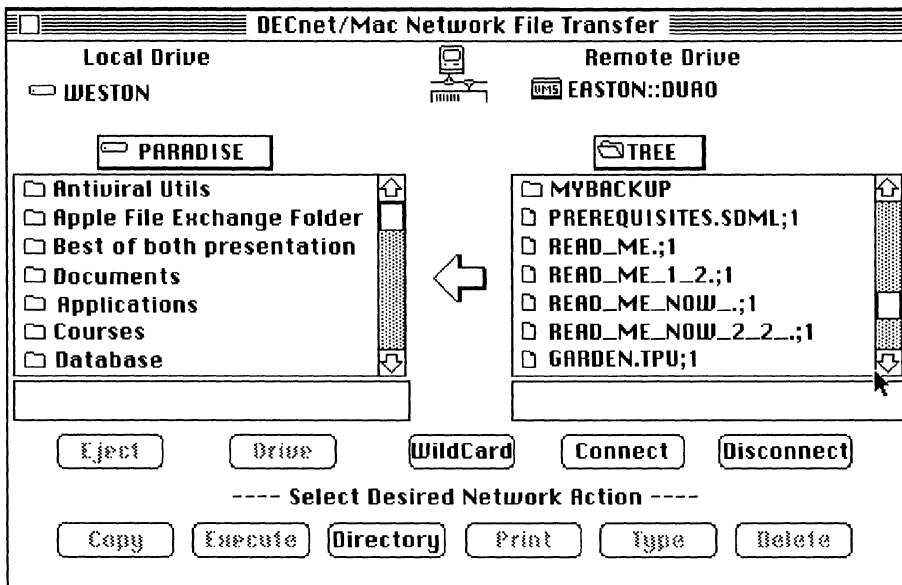 DECnet/Mac Network File Transfer
Local Drive
Remote Drive
WESTON
VMS EASTON::DUA0
PARADISE
TREE
Antiviral Utils
Apple File Exchange Folder
Best of both presentation
Documents
Applications
Courses
Database
MYBACKUP
PREREQUISITES.SDML;1
READ_ME.;1
READ_ME_1_2.;1
READ_ME_NOW_.;1
READ_ME_NOW_2_2_.;1
GARDEN.TPU;1
Eject
Drive
WildCard
Connect
Disconnect
---- Select Desired Network Action ----
Copy
Execute
Directory
Print
Type
Delete